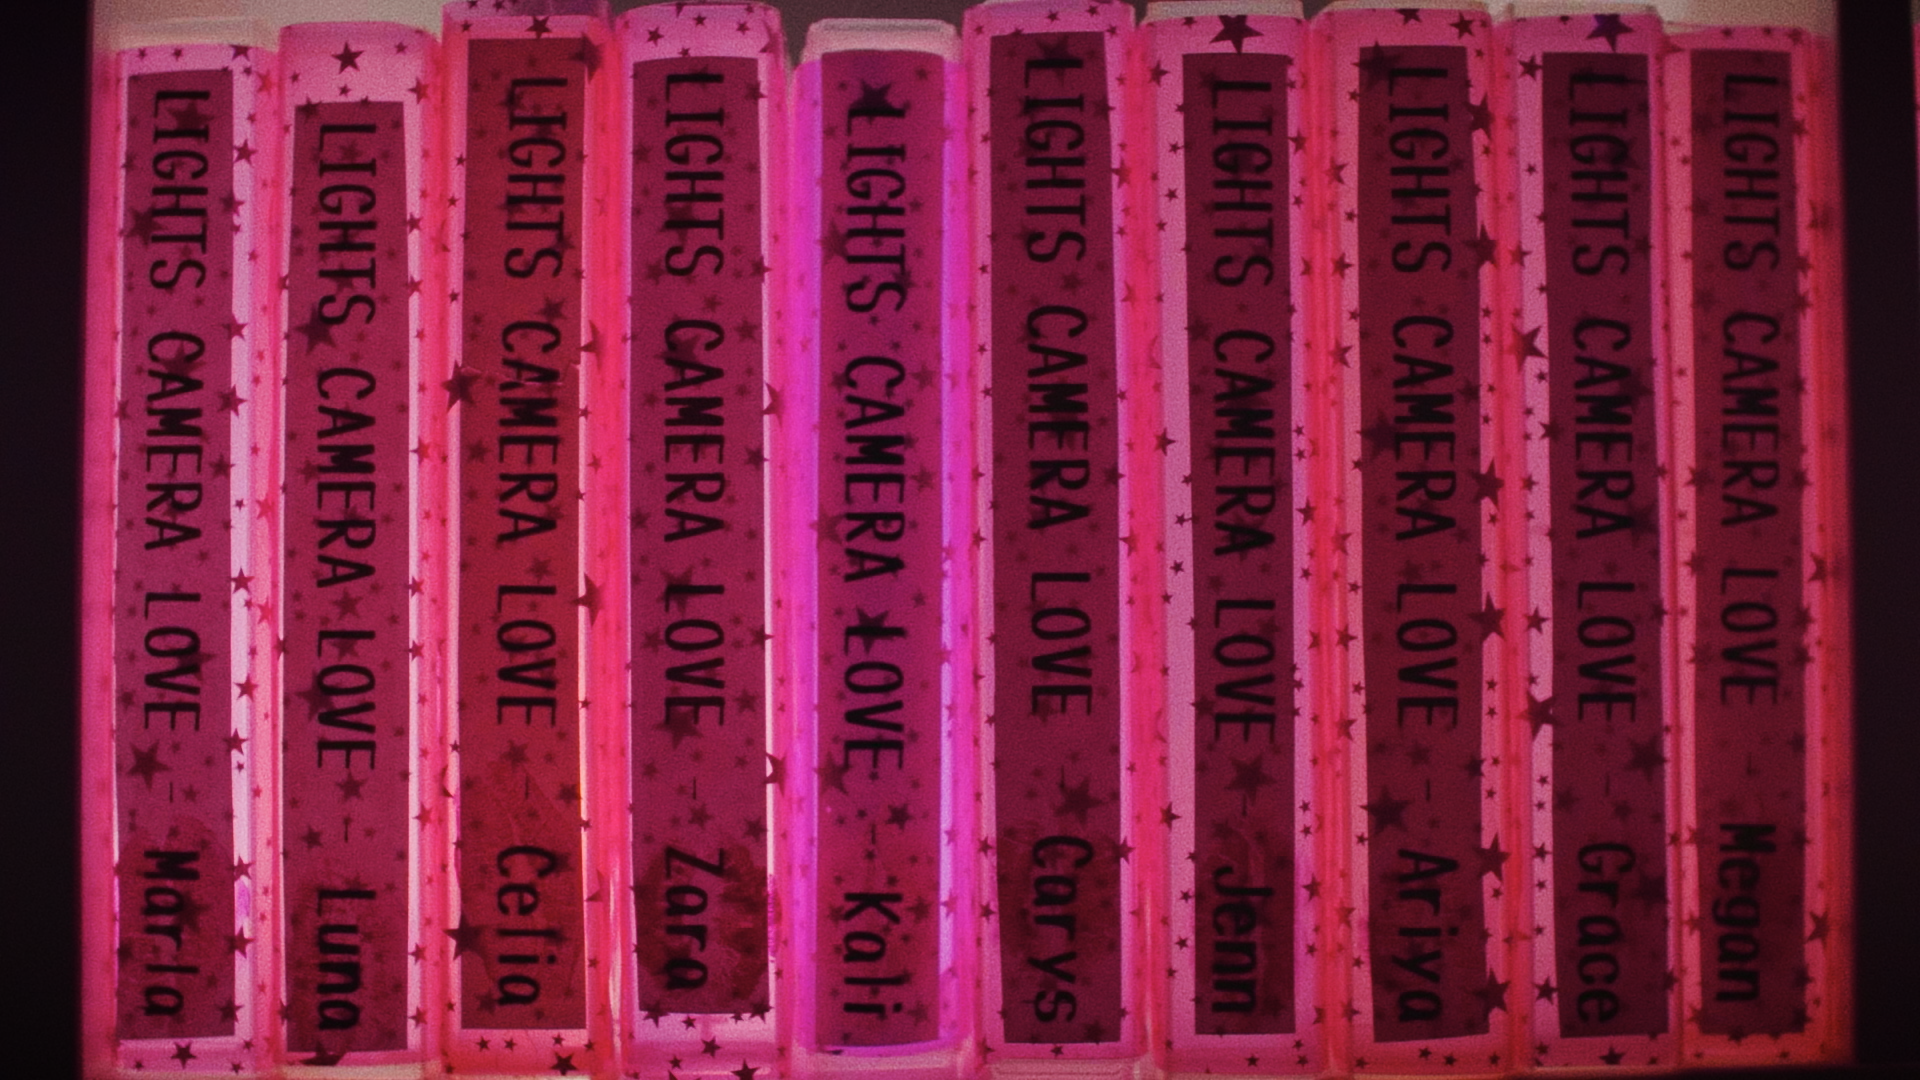 LIGHTS CAMERA LOVE - Marla
LIGHTS CAMERA LOVE - Luna
LIGHTS CAMERA LOVE - Celia
LIGHTS CAMERA LOVE - Zara
LIGHTS CAMERA LOVE - Kali
LIGHTS CAMERA LOVE Carys
LIGHTS CAMERA LOVE - Jenn
LIGHTS CAMERA LOVE - Ariya
LIGHTS CAMERA LOVE - Grace
LIGHTS CAMERA LOVE - Megan